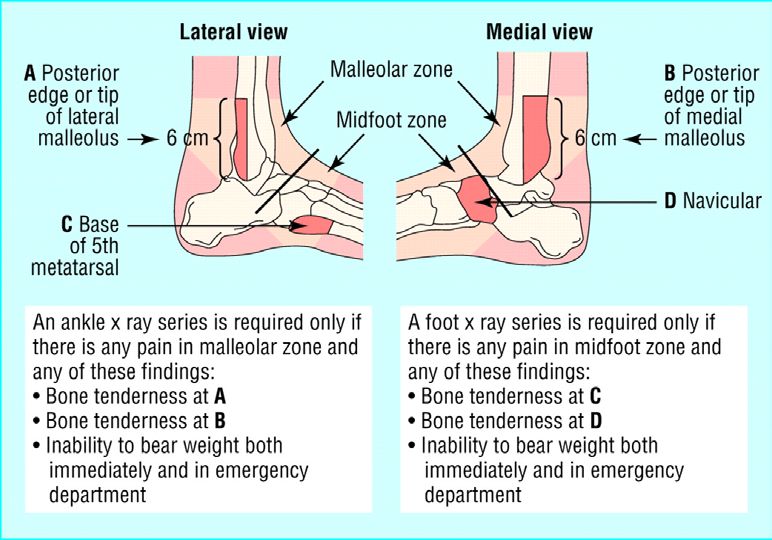 Lateral view
Medial view
A Posterior
edge or tip
of lateral
malleolus
6 cm
Malleolar zone
Midfoot zone
B Posterior
edge or tip
of medial
malleolus
6 cm
C Base
of 5th
metatarsal
D Navicular
An ankle x ray series is required only if
there is any pain in malleolar zone and
any of these findings:
• Bone tenderness at A
• Bone tenderness at B
• Inability to bear weight both
immediately and in emergency
department
A foot x ray series is required only if
there is any pain in midfoot zone and
any of these findings:
• Bone tenderness at C
• Bone tenderness at D
• Inability to bear weight both
immediately and in emergency
department